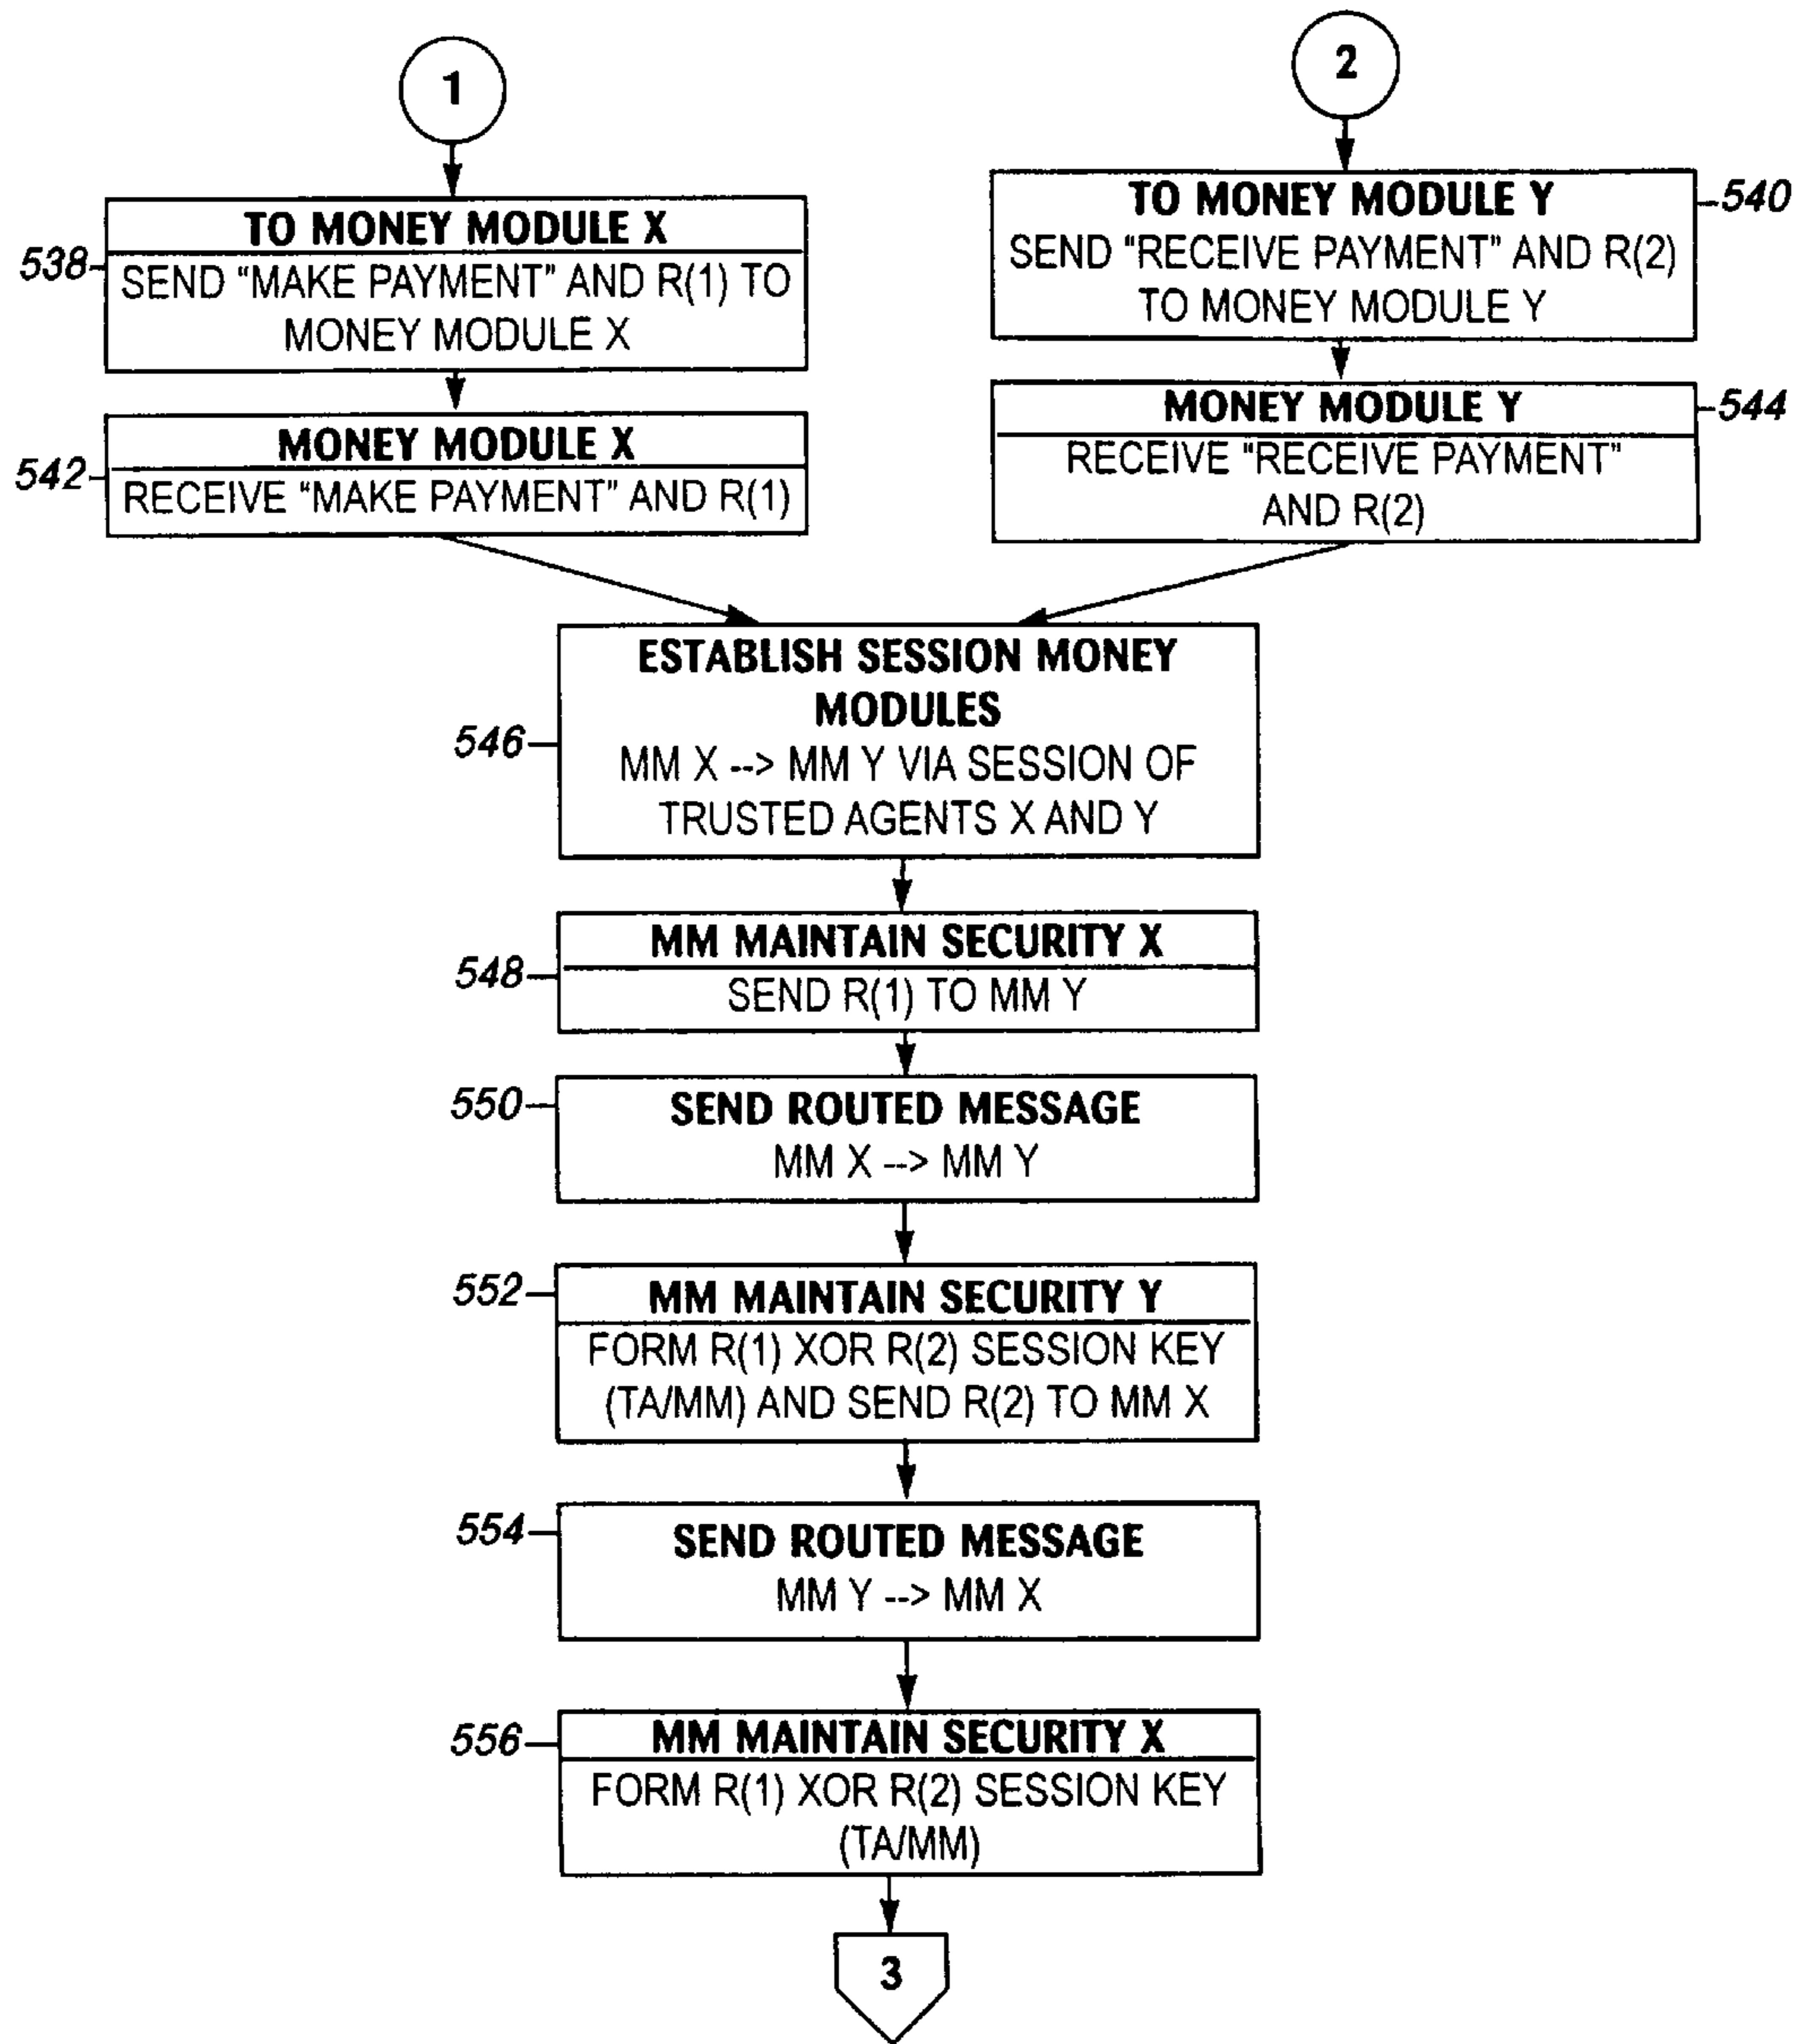 1
2
TO MONEY MODULE X
538
SEND “MAKE PAYMENT” AND R(1) TO
MONEY MODULE X
TO MONEY MODULE Y
540
SEND “RECEIVE PAYMENT” AND R(2)
TO MONEY MODULE Y
MONEY MODULE X
542
RECEIVE “MAKE PAYMENT” AND R(1)
MONEY MODULE Y
544
RECEIVE “RECEIVE PAYMENT”
AND R(2)
ESTABLISH SESSION MONEY
MODULES
546
MM X --> MM Y VIA SESSION OF
TRUSTED AGENTS X AND Y
MM MAINTAIN SECURITY X
548
SEND R(1) TO MM Y
550
SEND ROUTED MESSAGE
MM X --> MM Y
552
MM MAINTAIN SECURITY Y
FORM R(1) XOR R(2) SESSION KEY
(TA/MM) AND SEND R(2) TO MM X
554
SEND ROUTED MESSAGE
MM Y --> MM X
556
MM MAINTAIN SECURITY X
FORM R(1) XOR R(2) SESSION KEY
(TA/MM)
3